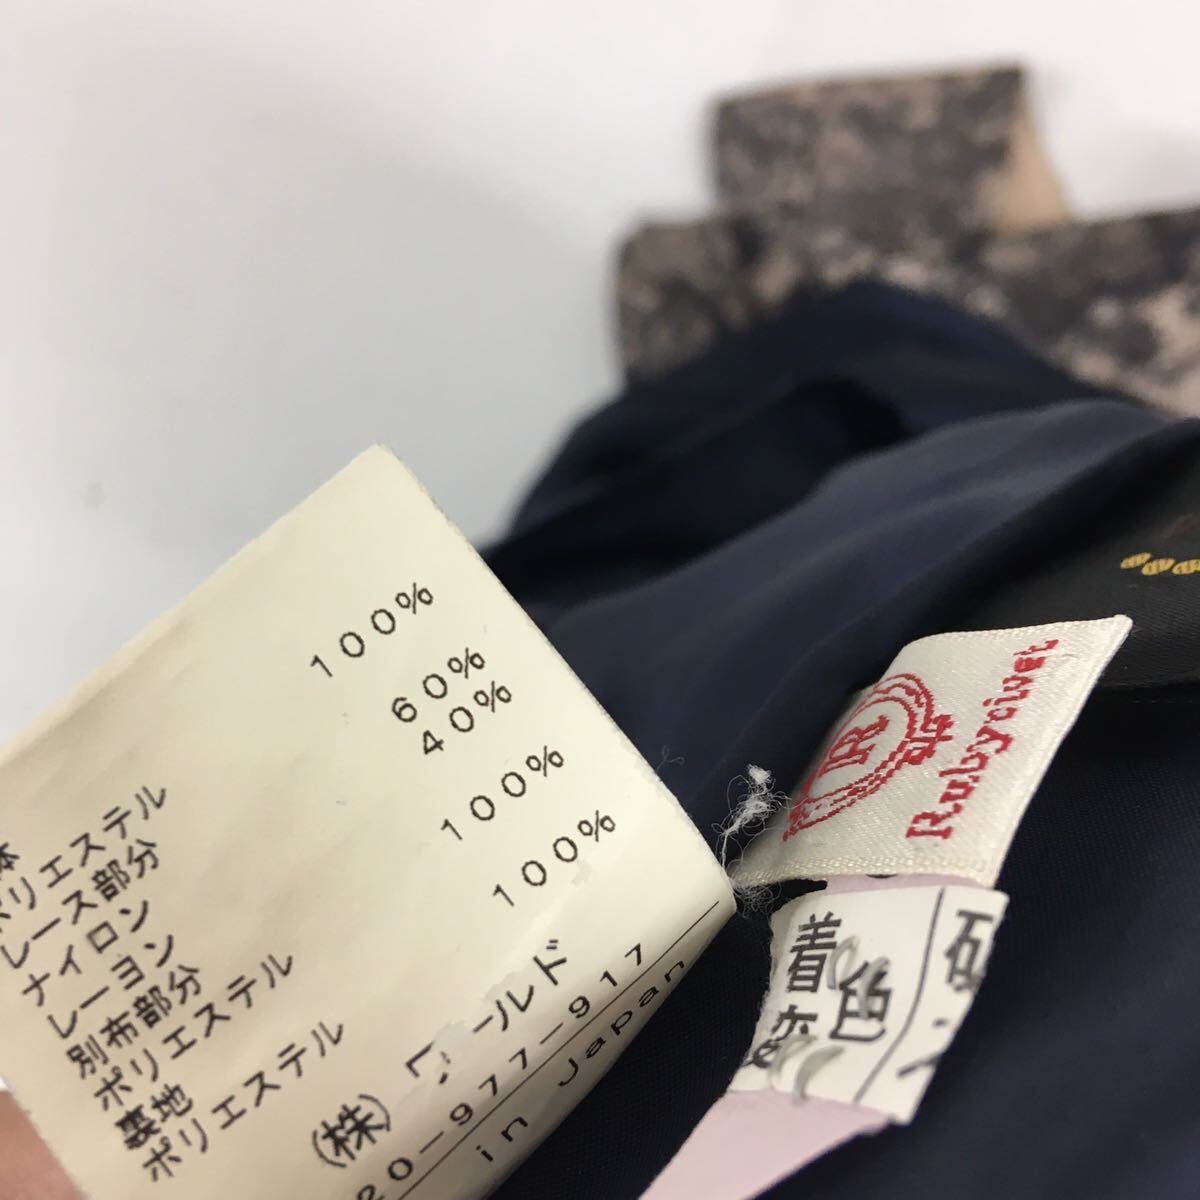 体
ポリエステル 100%
レース部分
ナイロン 60%
レーヨン 40%
別布部分
ポリエステル 100%
裏地
ポリエステル 100%
(株) ワールド
20-977-917
in Japan
Rubyrivet
R
着色